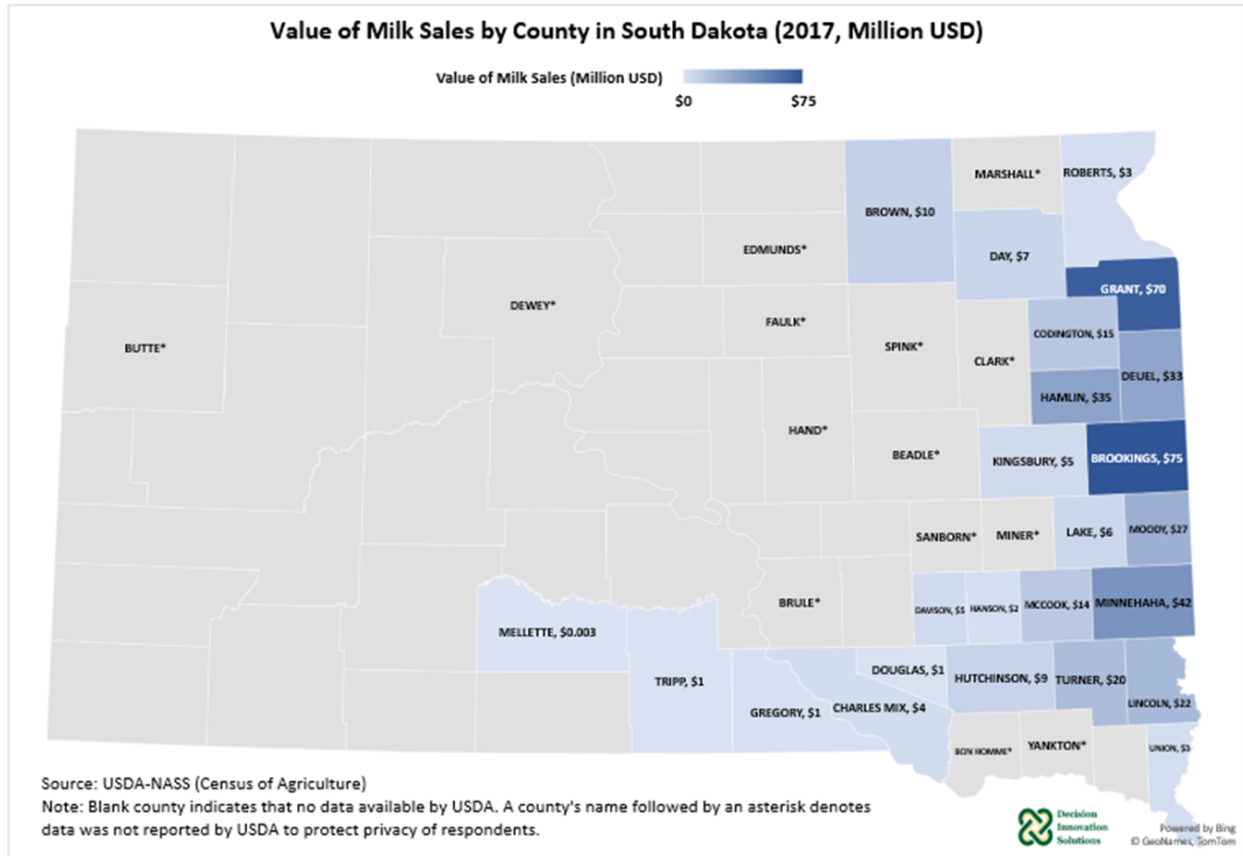 Value of Milk Sales by County in South Dakota (2017, Million USD)
Value of Milk Sales (Million USD)
$0 $75
MARSHALL*
ROBERTS, $3
BROWN, $10
EDMUNDS*
DAY, $7
GRANT, $70
DEWEY*
FAULK*
CODINGTON, $15
BUTTE*
SPINK*
CLARK*
DEUEL, $33
HAMLIN, $35
HAND*
BEADLE*
KINGSBURY, $5
BROOKINGS, $75
SANBORN*
MINER*
LAKE, $6
MOODY, $27
BRULE*
DAVISON, $5
HANSON, $2
MCCOOK, $14
MINNEHAHA, $42
MELLETTE, $0.003
TRIPP, $1
DOUGLAS, $1
HUTCHINSON, $9
TURNER, $20
GREGORY, $1
CHARLES MIX, $4
LINCOLN, $22
BON HOMME*
YANKTON*
UNION, $3
Source: USDA-NASS (Census of Agriculture)
Note: Blank county indicates that no data available by USDA. A county's name followed by an asterisk denotes
data was not reported by USDA to protect privacy of respondents.
Decision
Innovation
Solutions
Powered by Bing
© GeoNames, TomTom